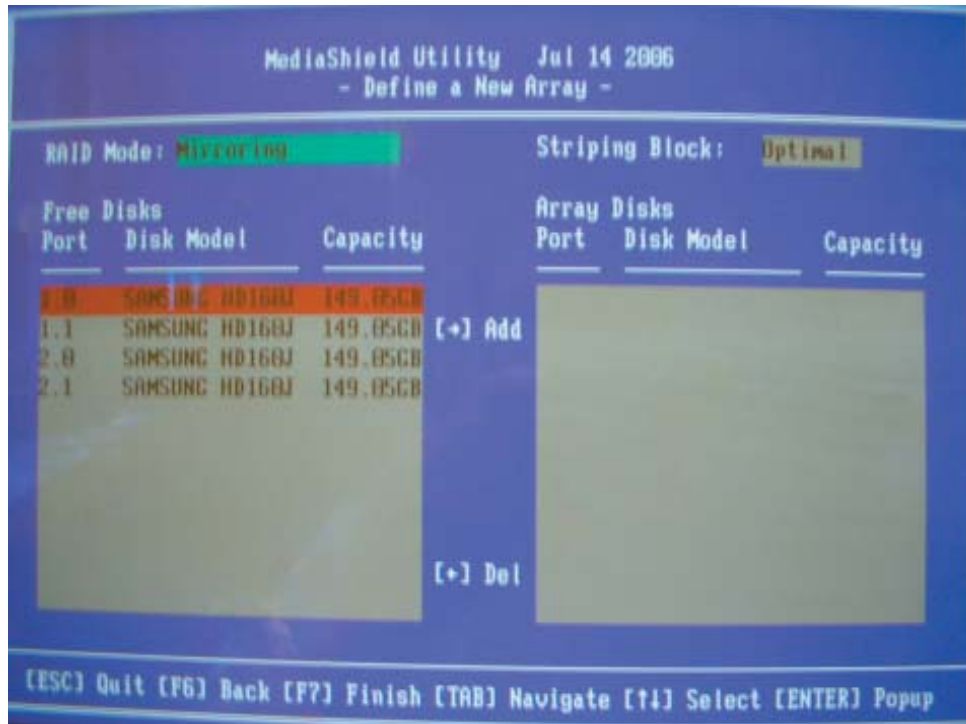 MediaShield Utility Jul 14 2006
- Define a New Array -
RAID Mode: Mirroring Striping Block: Optimal
Free Disks Array Disks
Port Disk Model Capacity Port Disk Model Capacity
1.0 SAMSUNG HD160J 149.05GB
1.1 SAMSUNG HD160J 149.05GB [→] Add
2.0 SAMSUNG HD160J 149.05GB
2.1 SAMSUNG HD160J 149.05GB
[←] Del
[ESC] Quit [F6] Back [F7] Finish [TAB] Navigate [↑↓] Select [ENTER] Popup